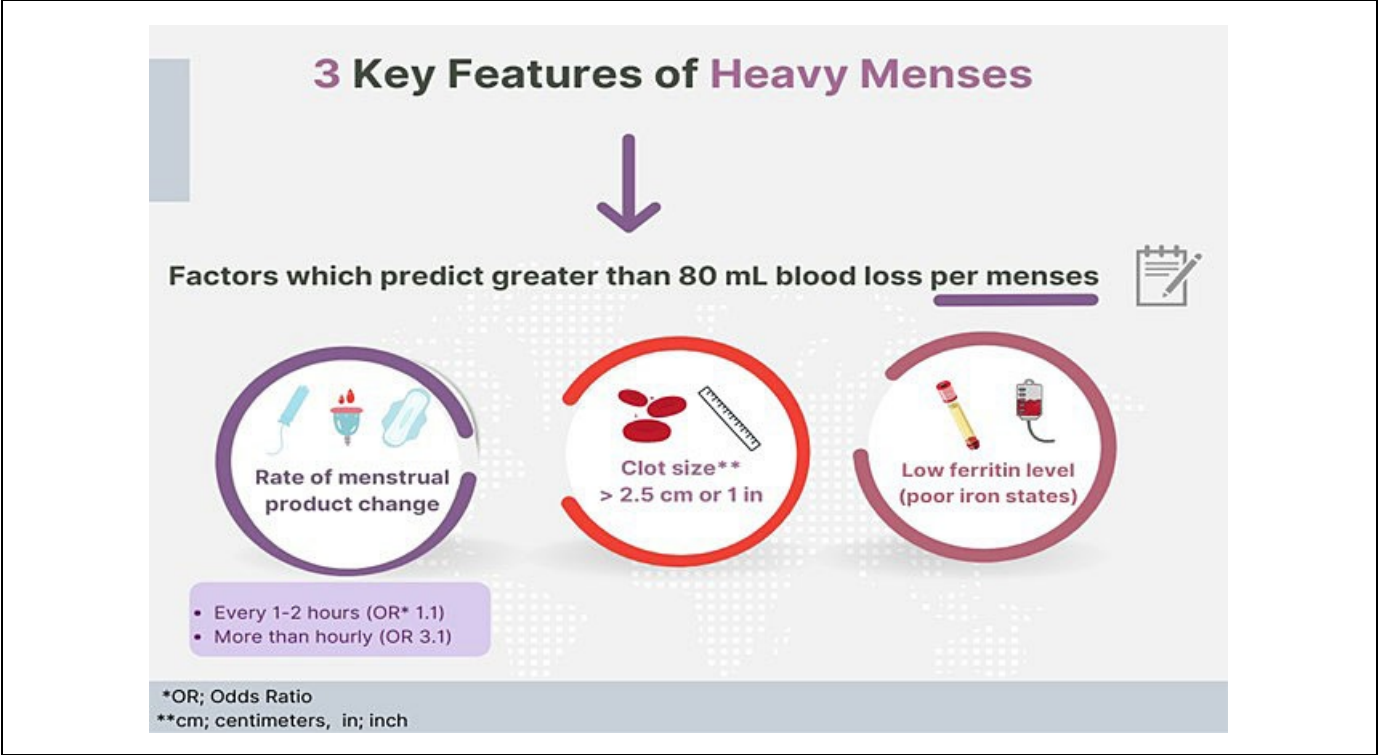 3 Key Features of Heavy Menses
Factors which predict greater than 80 mL blood loss per menses
Rate of menstrual
product change
Clot size**
> 2.5 cm or 1 in
Low ferritin level
(poor iron states)
• Every 1-2 hours (OR* 1.1)
• More than hourly (OR 3.1)
*OR; Odds Ratio
**cm; centimeters, in; inch